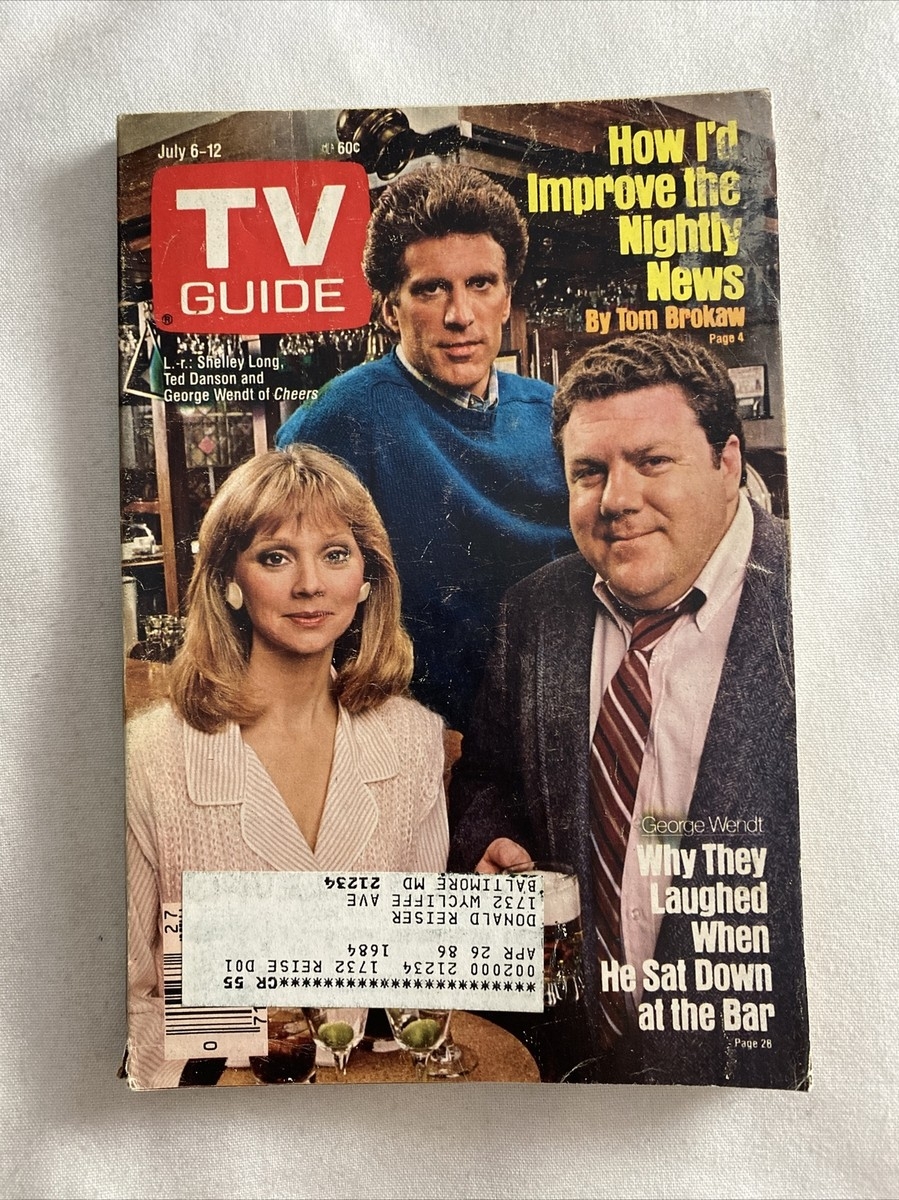 July 6–12
60¢
TV
GUIDE
®
L.-r.: Shelley Long,
Ted Danson and
George Wendt of Cheers
How I'd
Improve the
Nightly
News
By Tom Brokaw
Page 4
George Wendt
Why They
Laughed
When
He Sat Down
at the Bar
Page 28
****************************CR 55
002000 21234 1732 REISE D01
APR 26 86 1684
DONALD REISER
1732 WYCLIFFE AVE
BALTIMORE MD 21234
27
0
71